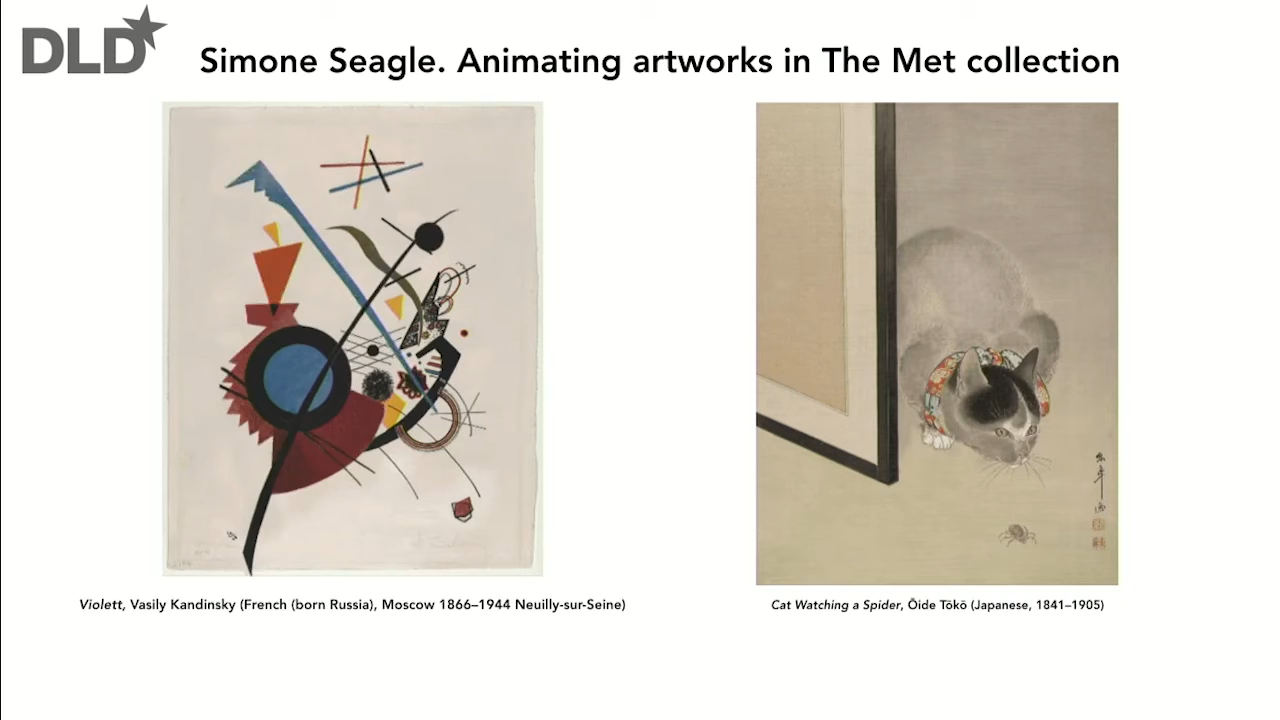 DLD
Simone Seagle. Animating artworks in The Met collection
Violett, Vasily Kandinsky (French (born Russia), Moscow 1866–1944 Neuilly-sur-Seine)
Cat Watching a Spider, Ōide Tōkō (Japanese, 1841–1905)